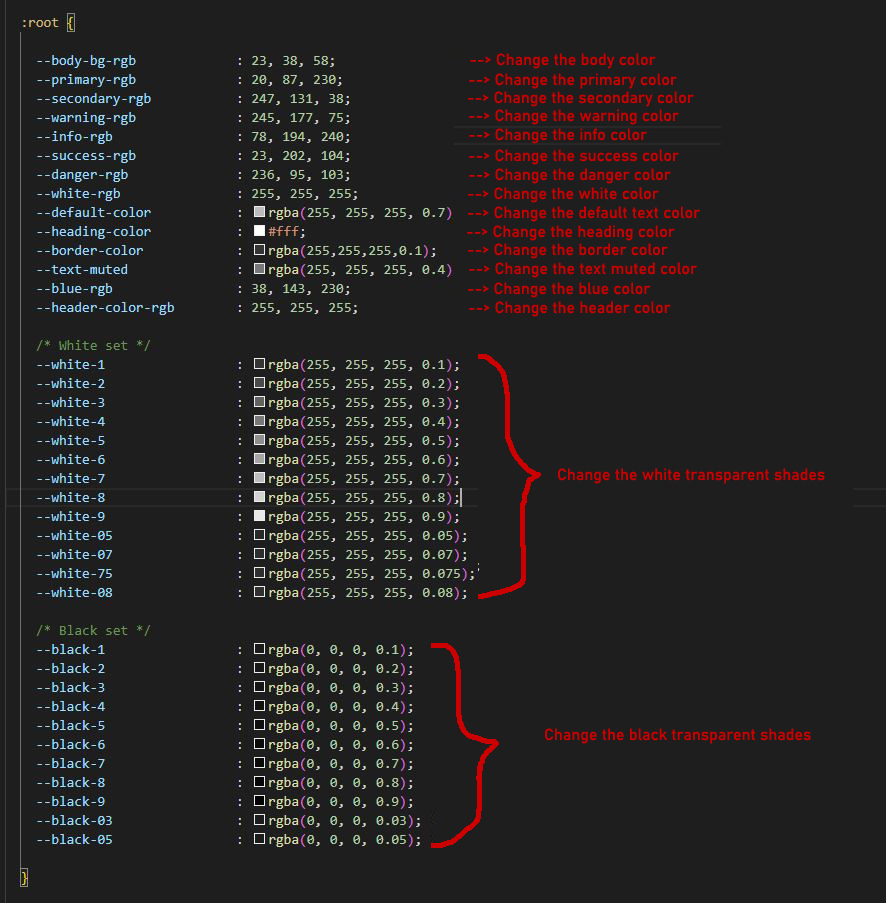 :root {
--body-bg-rgb : 23, 38, 58; --> Change the body color
--primary-rgb : 20, 87, 230; --> Change the primary color
--secondary-rgb : 247, 131, 38; --> Change the secondary color
--warning-rgb : 245, 177, 75; --> Change the warning color
--info-rgb : 78, 194, 240; --> Change the info color
--success-rgb : 23, 202, 104; --> Change the success color
--danger-rgb : 236, 95, 103; --> Change the danger color
--white-rgb : 255, 255, 255; --> Change the white color
--default-color : rgba(255, 255, 255, 0.7) --> Change the default text color
--heading-color : #fff; --> Change the heading color
--border-color : rgba(255,255,255,0.1); --> Change the border color
--text-muted : rgba(255, 255, 255, 0.4) --> Change the text muted color
--blue-rgb : 38, 143, 230; --> Change the blue color
--header-color-rgb : 255, 255, 255; --> Change the header color
/* White set */
--white-1 : rgba(255, 255, 255, 0.1);
--white-2 : rgba(255, 255, 255, 0.2);
--white-3 : rgba(255, 255, 255, 0.3);
--white-4 : rgba(255, 255, 255, 0.4);
--white-5 : rgba(255, 255, 255, 0.5);
--white-6 : rgba(255, 255, 255, 0.6);
--white-7 : rgba(255, 255, 255, 0.7);
Change the white transparent shades
--white-8 : rgba(255, 255, 255, 0.8);
--white-9 : rgba(255, 255, 255, 0.9);
--white-05 : rgba(255, 255, 255, 0.05);
--white-07 : rgba(255, 255, 255, 0.07);
--white-75 : rgba(255, 255, 255, 0.075);
--white-08 : rgba(255, 255, 255, 0.08);
/* Black set */
--black-1 : rgba(0, 0, 0, 0.1);
--black-2 : rgba(0, 0, 0, 0.2);
--black-3 : rgba(0, 0, 0, 0.3);
--black-4 : rgba(0, 0, 0, 0.4);
--black-5 : rgba(0, 0, 0, 0.5);
Change the black transparent shades
--black-6 : rgba(0, 0, 0, 0.6);
--black-7 : rgba(0, 0, 0, 0.7);
--black-8 : rgba(0, 0, 0, 0.8);
--black-9 : rgba(0, 0, 0, 0.9);
--black-03 : rgba(0, 0, 0, 0.03);
--black-05 : rgba(0, 0, 0, 0.05);
}